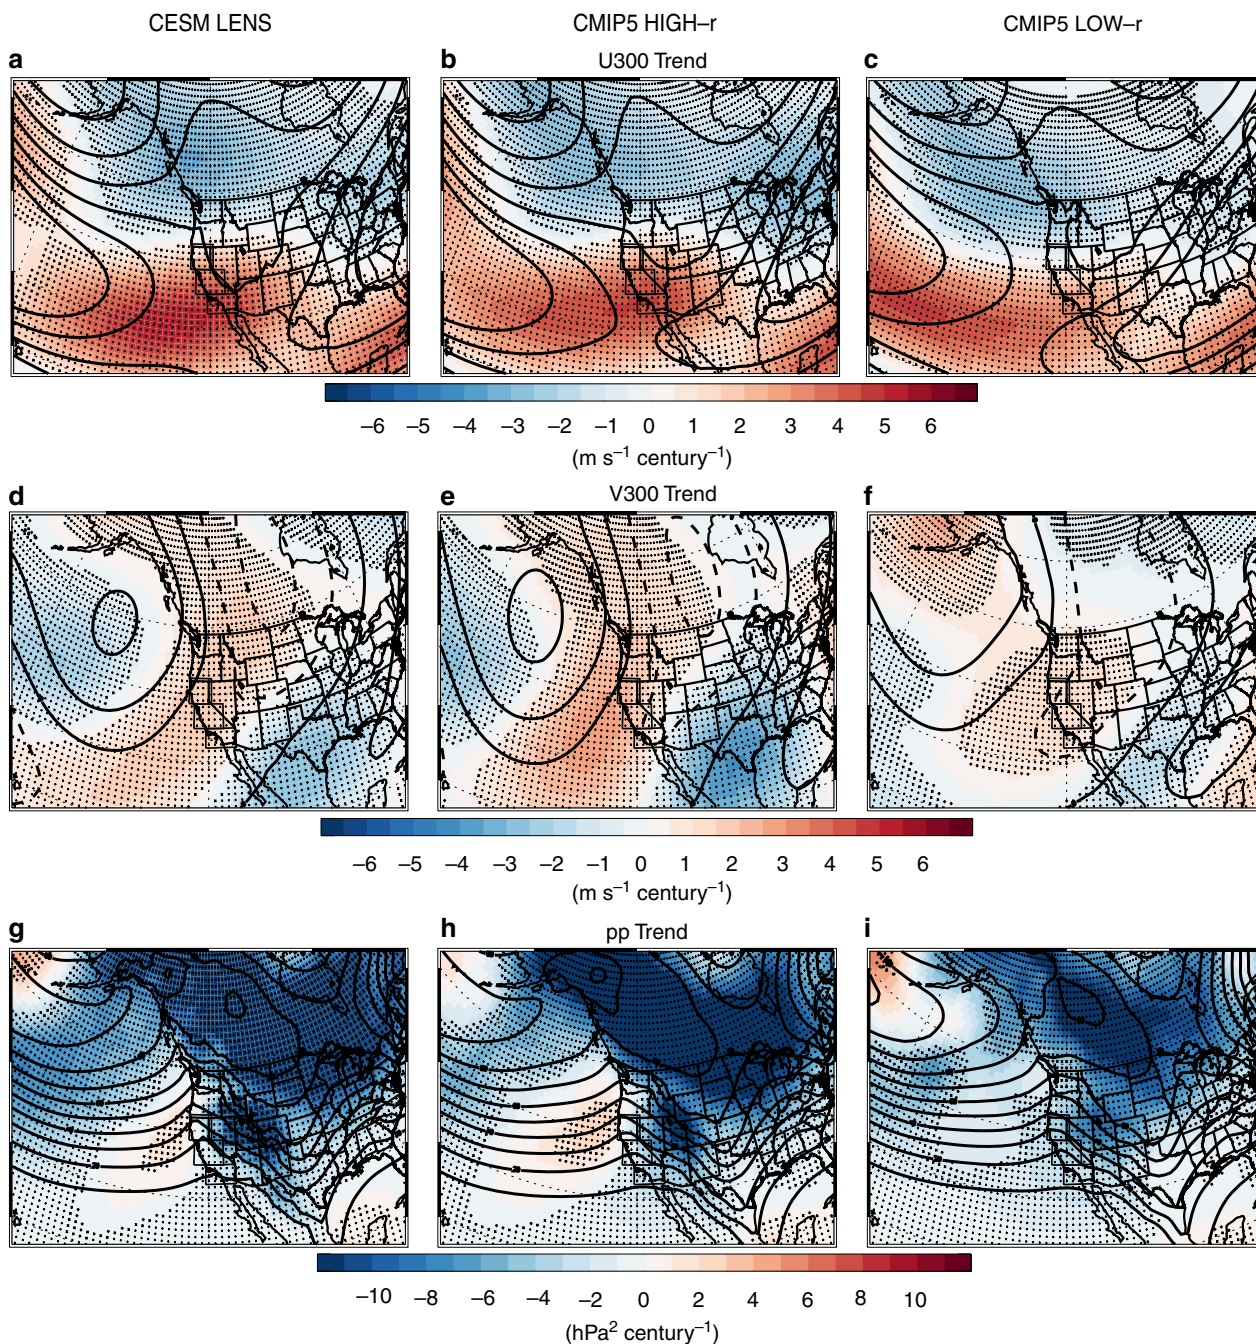 CESM LENS CMIP5 HIGH–r CMIP5 LOW–r
a b U300 Trend c
–6 –5 –4 –3 –2 –1 0 1 2 3 4 5 6
(m s⁻¹ century⁻¹)
d e V300 Trend f
–6 –5 –4 –3 –2 –1 0 1 2 3 4 5 6
(m s⁻¹ century⁻¹)
g h pp Trend i
–10 –8 –6 –4 –2 0 2 4 6 8 10
(hPa² century⁻¹)